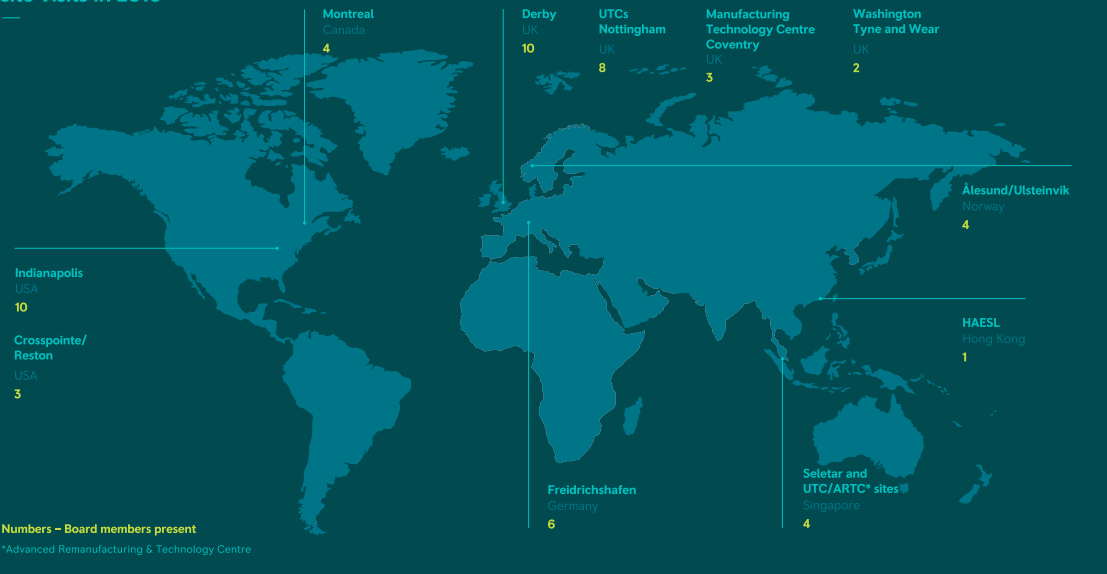 Montreal
Canada
4
Derby
UK
10
UTCs
Nottingham
UK
8
Manufacturing
Technology Centre
Coventry
UK
3
Washington
Tyne and Wear
UK
2
Ålesund/Ulsteinvik
Norway
4
Indianapolis
USA
10
Crosspointe/
Reston
USA
3
HAESL
Hong Kong
1
Freidrichshafen
Germany
6
Seletar and
UTC/ARTC* sites
Singapore
4
Numbers – Board members present
*Advanced Remanufacturing & Technology Centre